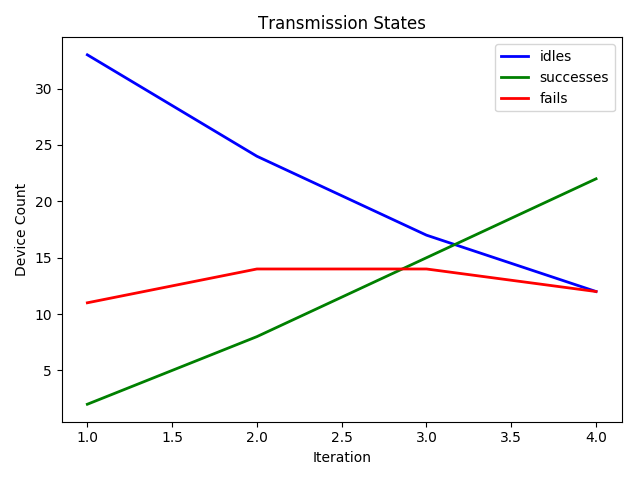 Transmission States
idles
successes
fails
Device Count
30
25
20
15
10
5
1.0 1.5 2.0 2.5 3.0 3.5 4.0
Iteration